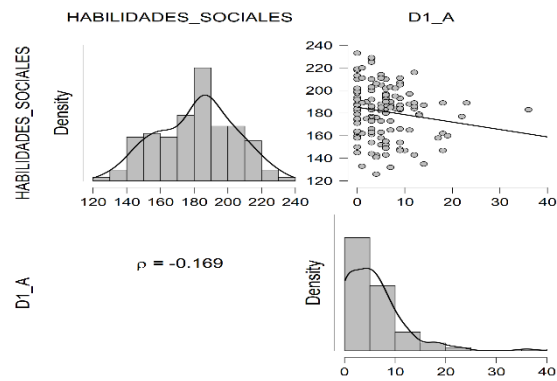 HABILIDADES_SOCIALES
D1_A
HABILIDADES_SOCIALES
Density
120 140 160 180 200 220 240
240
220
200
180
160
140
120
0 10 20 30 40
D1_A
ρ = -0.169
Density
0 10 20 30 40